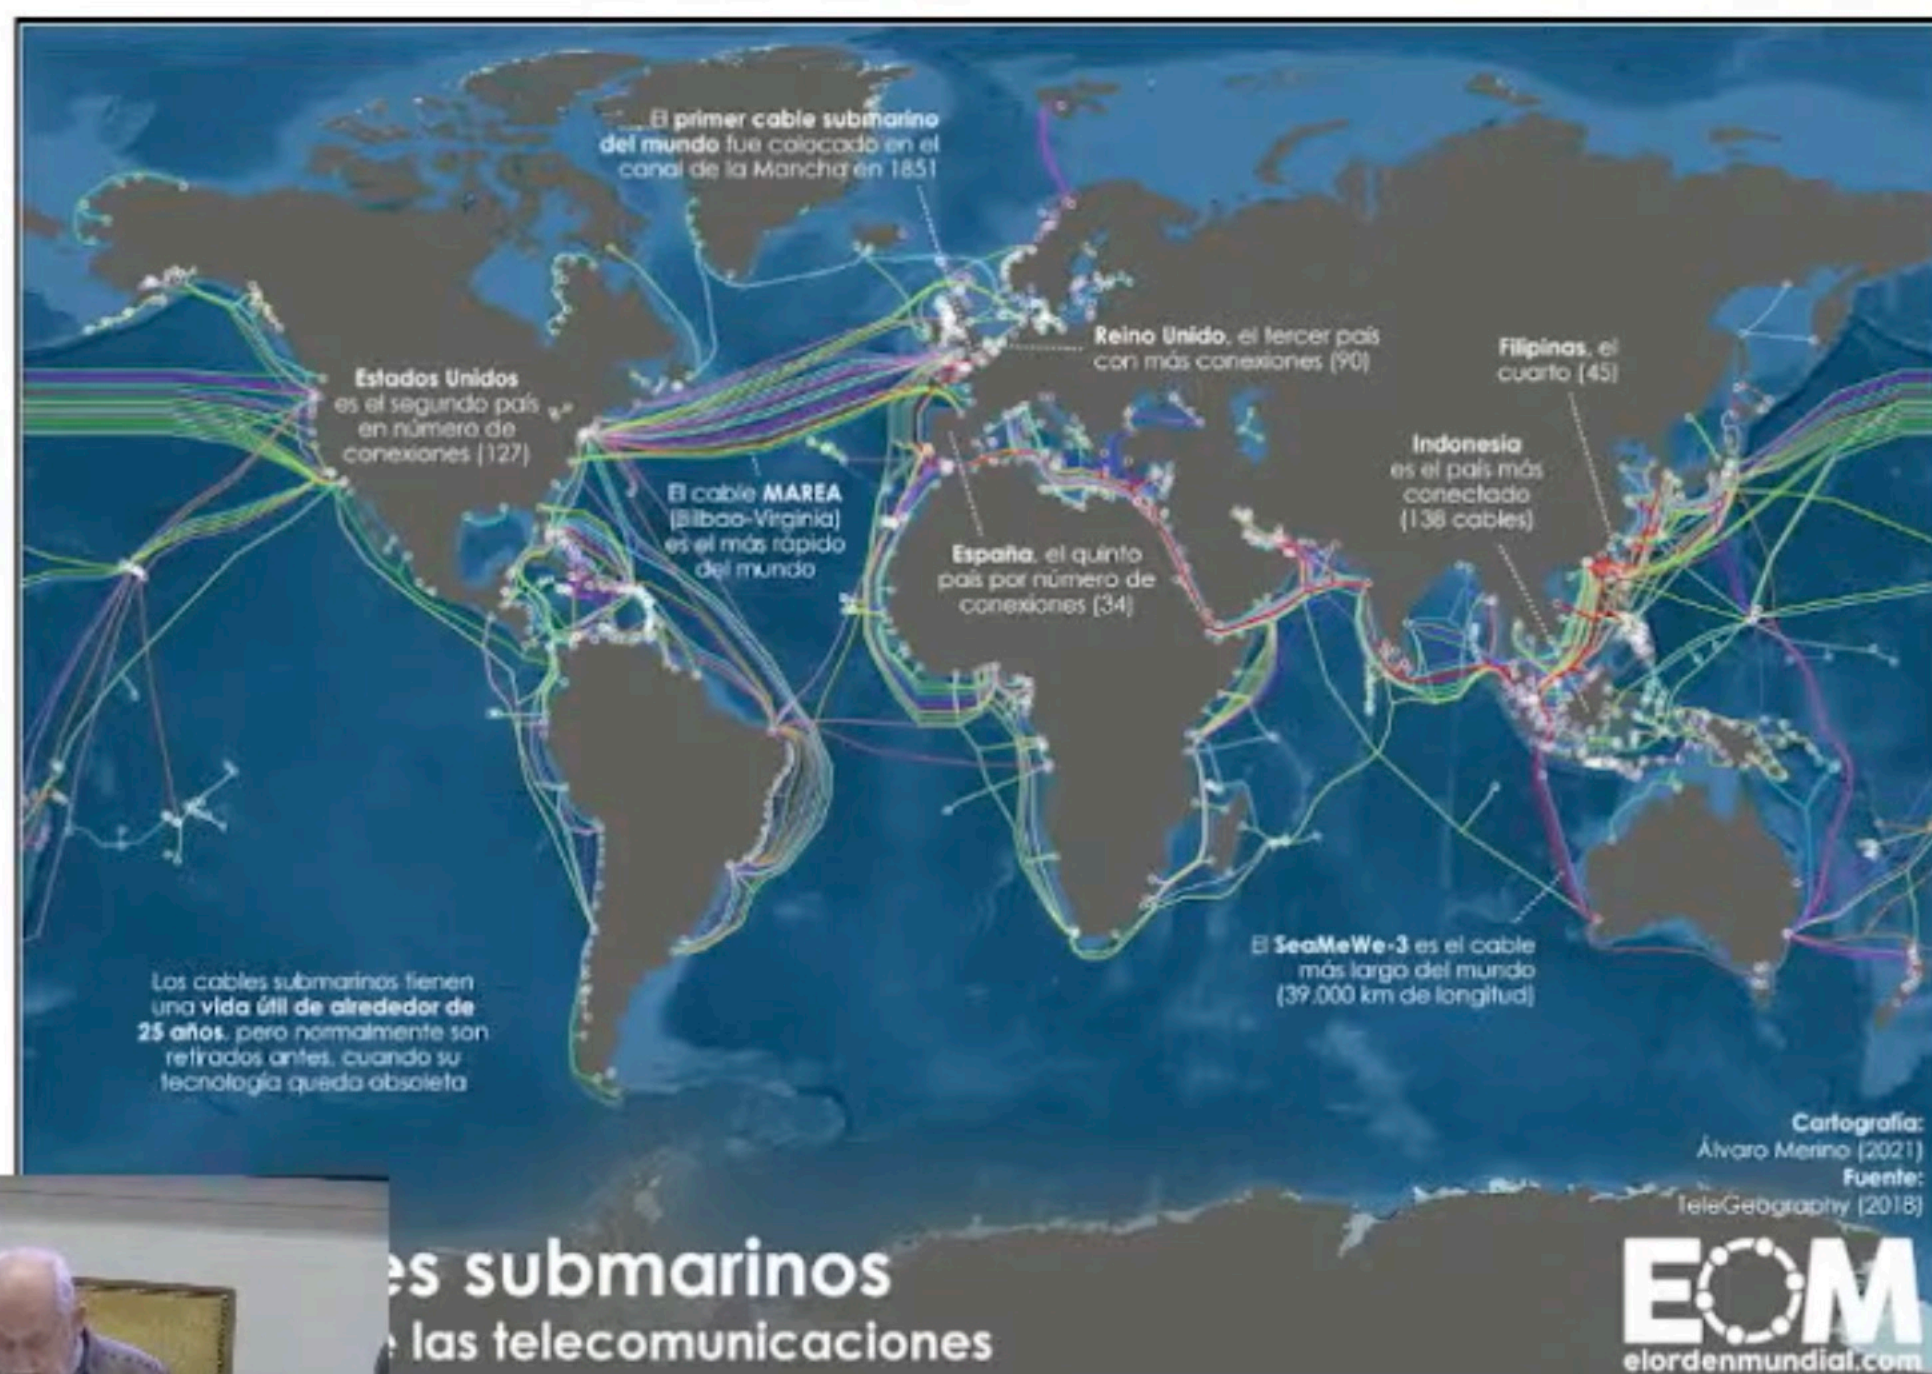 El primer cable submarino
del mundo fue colocado en el
canal de la Mancha en 1851
Reino Unido, el tercer país
con más conexiones (90)
Filipinas, el
cuarto (45)
Estados Unidos
es el segundo país
en número de
conexiones (127)
Indonesia
es el país más
conectado
(138 cables)
El cable MAREA
(Bilbao-Virginia)
es el más rápido
del mundo
España, el quinto
país por número de
conexiones (34)
El SeaMeWe-3 es el cable
más largo del mundo
(39.000 km de longitud)
Los cables submarinos tienen
una vida útil de alrededor de
25 años, pero normalmente son
retirados antes, cuando su
tecnología queda obsoleta
Cartografía:
Álvaro Merino (2021)
Fuente:
TeleGeography (2018)
es submarinos
las telecomunicaciones
EOM
elordenmundial.com